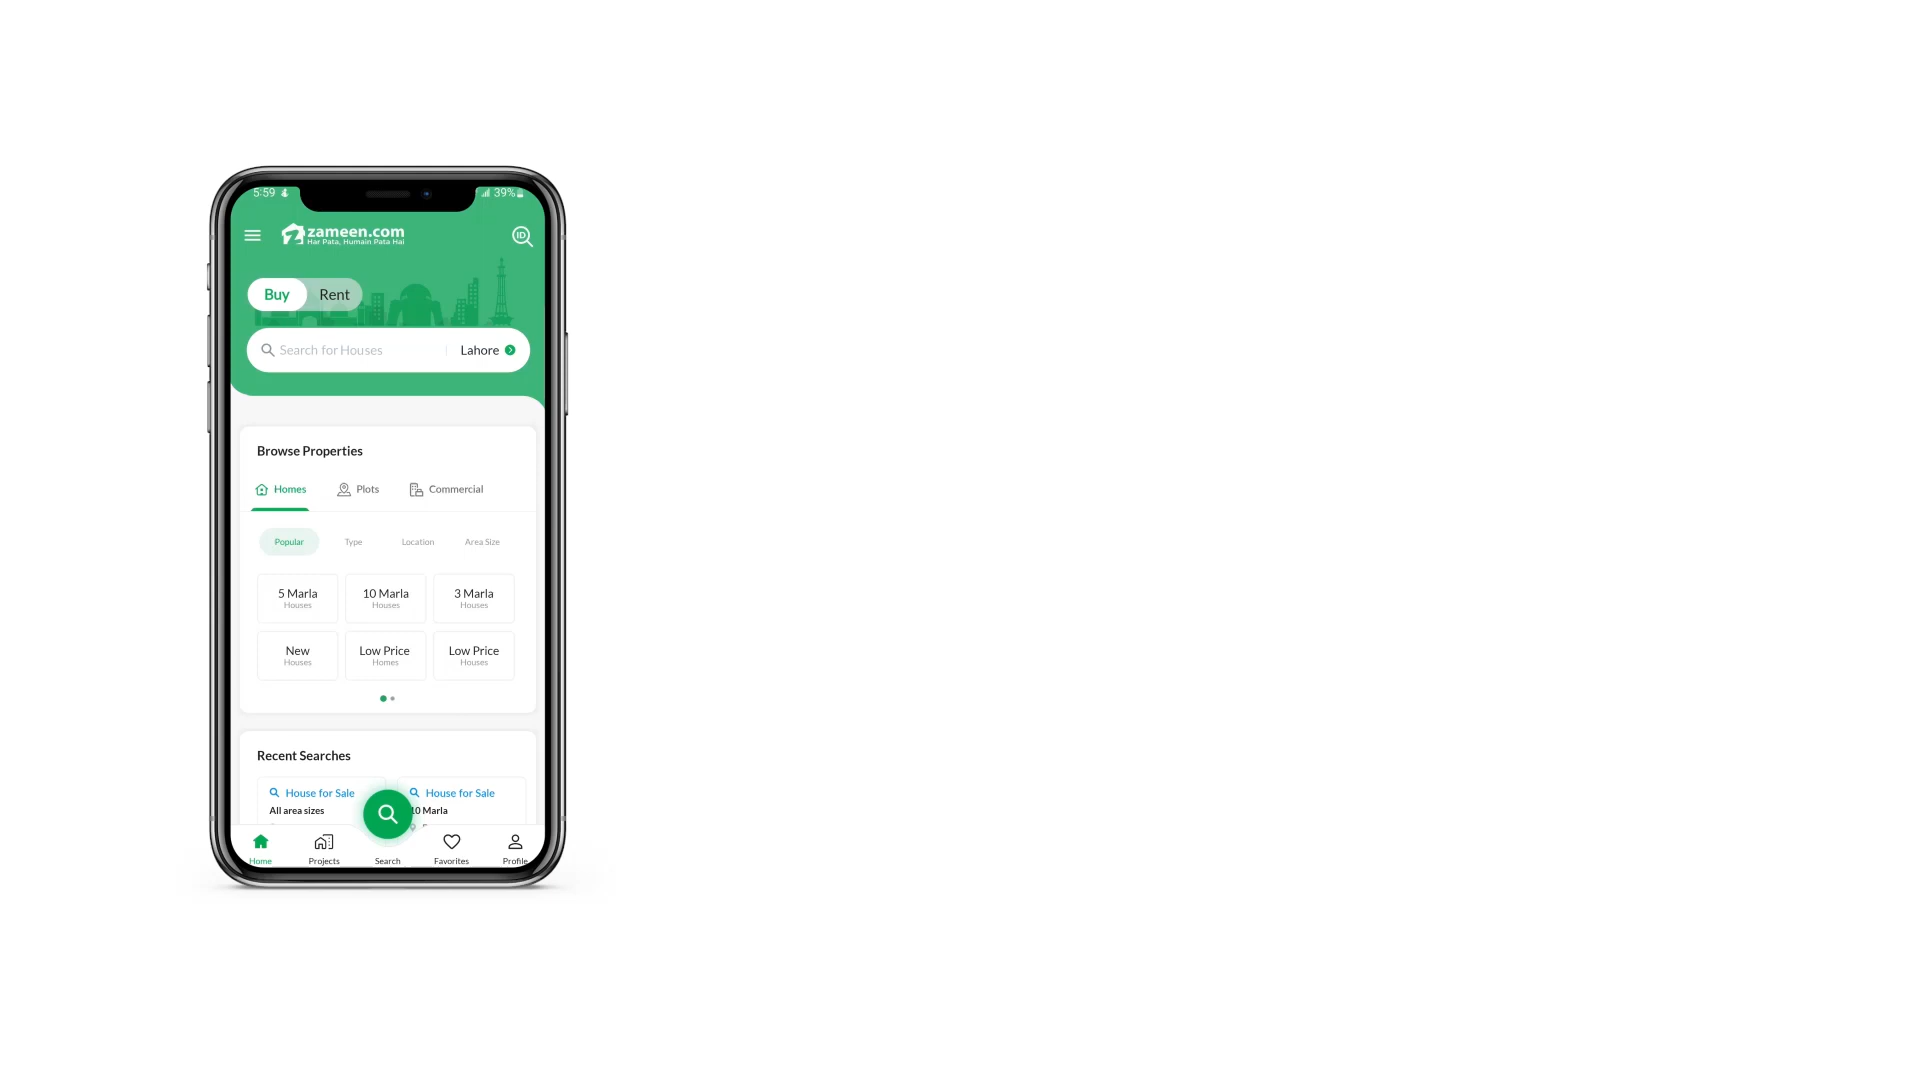 5:59
39%
zameen.com
Har Pata, Humain Pata Hai
ID
Buy Rent
Search for Houses Lahore
Browse Properties
Homes Plots Commercial
Popular Type Location Area Size
5 Marla 10 Marla 3 Marla
Houses Houses Houses
New Low Price Low Price
Houses Homes Houses
Recent Searches
House for Sale House for Sale
All area sizes 10 Marla
Home Projects Search Favorites Profile